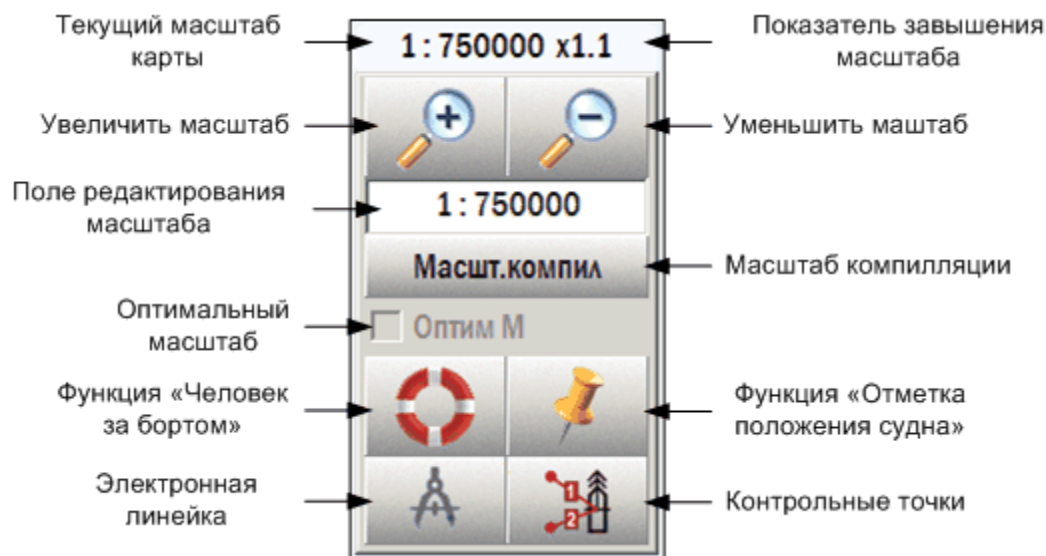 Текущий масштаб
карты
1:750000 x1.1
Показатель завышения
масштаба
Увеличить масштаб
Уменьшить маштаб
Поле редактирования
масштаба
1:750000
Масшт.компил
Масштаб компилляции
Оптимальный
масштаб
Оптим М
Функция «Человек
за бортом»
Функция «Отметка
положения судна»
Электронная
линейка
1
2
Контрольные точки